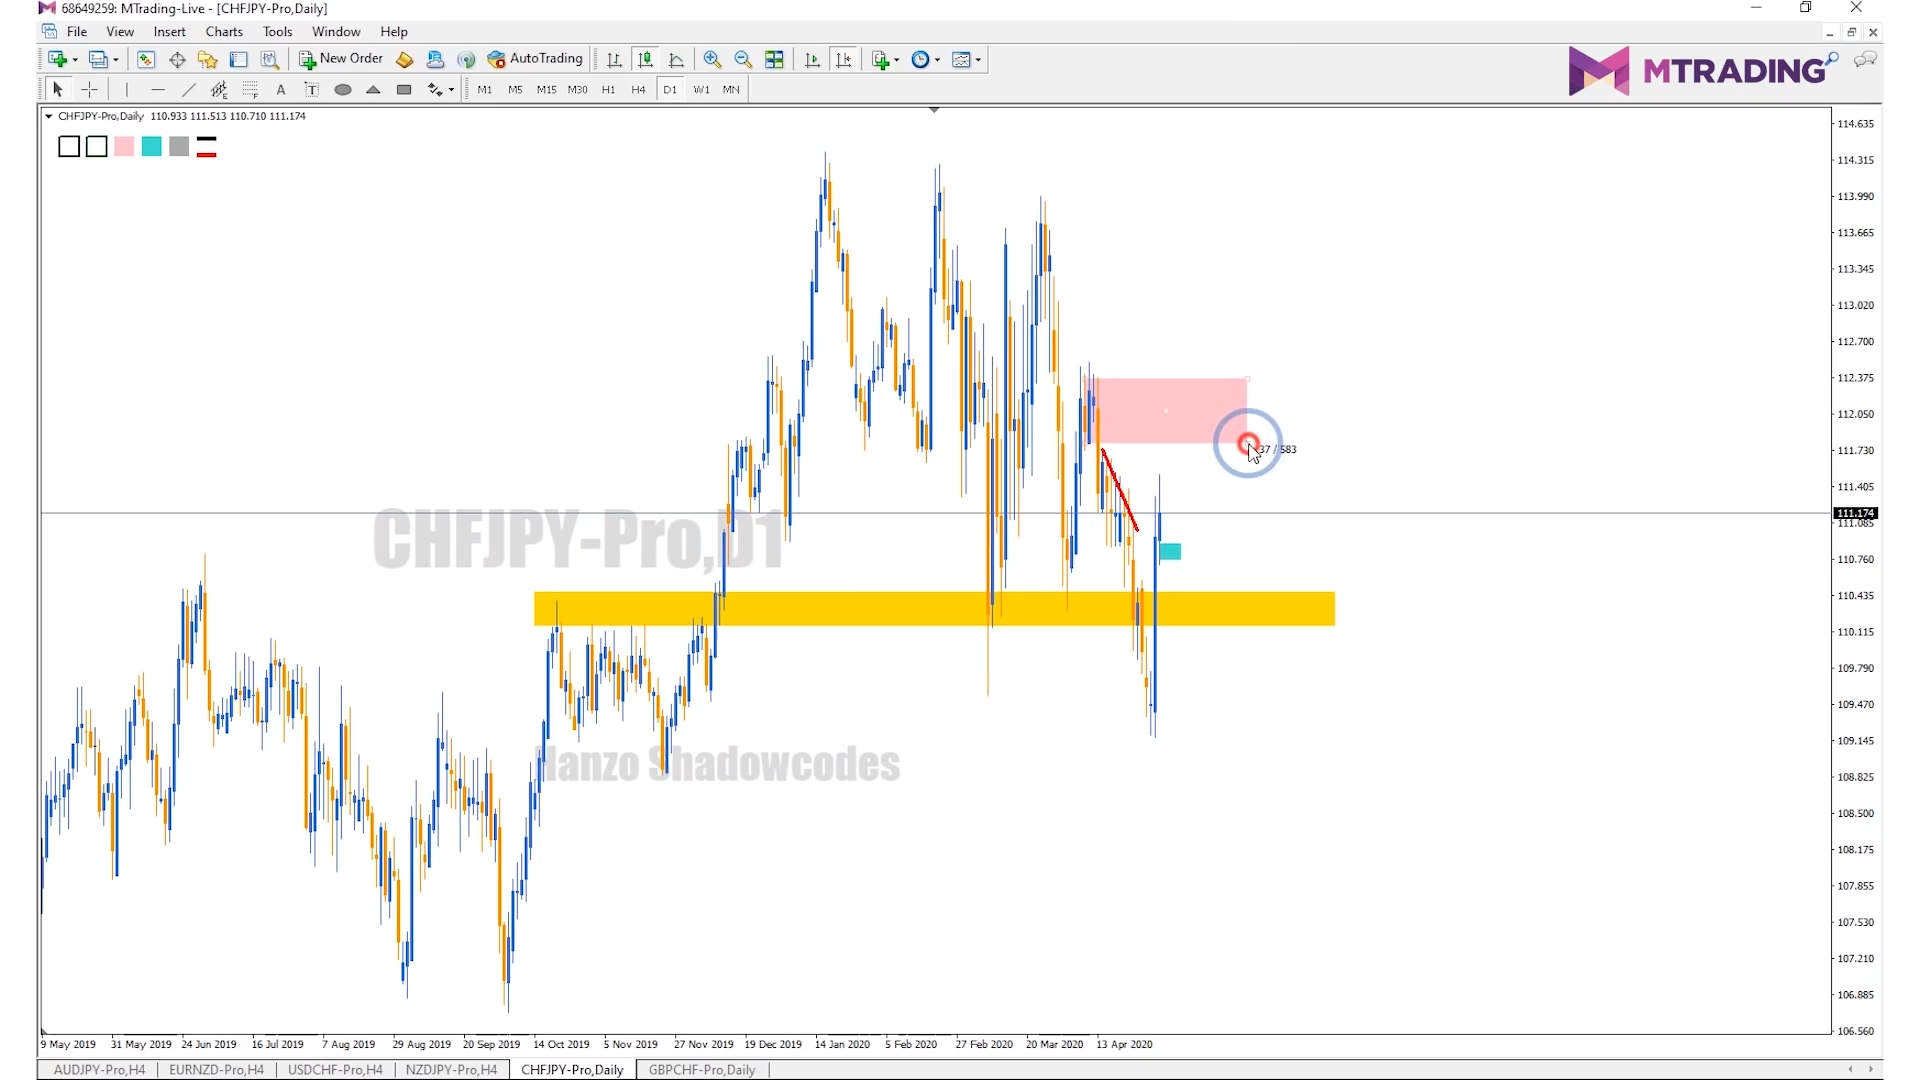 68649259: MTrading-Live - [CHFJPY-Pro,Daily]
File View Insert Charts Tools Window Help
New Order AutoTrading
MTRADING
M1 M5 M15 M30 H1 H4 D1 W1 MN
CHFJPY-Pro,Daily 110.933 111.513 110.710 111.174
114.635
114.315
113.990
113.665
113.345
113.020
112.700
112.375
112.050
37 / 583
111.730
111.405
111.174
111.085
CHFJPY-Pro,D1
110.760
110.435
110.115
109.790
109.470
109.145
Hanzo Shadowcodes
108.825
108.500
108.175
107.855
107.530
107.210
106.885
106.560
9 May 2019 31 May 2019 24 Jun 2019 16 Jul 2019 7 Aug 2019 29 Aug 2019 20 Sep 2019 14 Oct 2019 5 Nov 2019 27 Nov 2019 19 Dec 2019 14 Jan 2020 5 Feb 2020 27 Feb 2020 20 Mar 2020 13 Apr 2020
AUDJPY-Pro,H4 EURNZD-Pro,H4 USDCHF-Pro,H4 NZDJPY-Pro,H4 CHFJPY-Pro,Daily GBPCHF-Pro,Daily